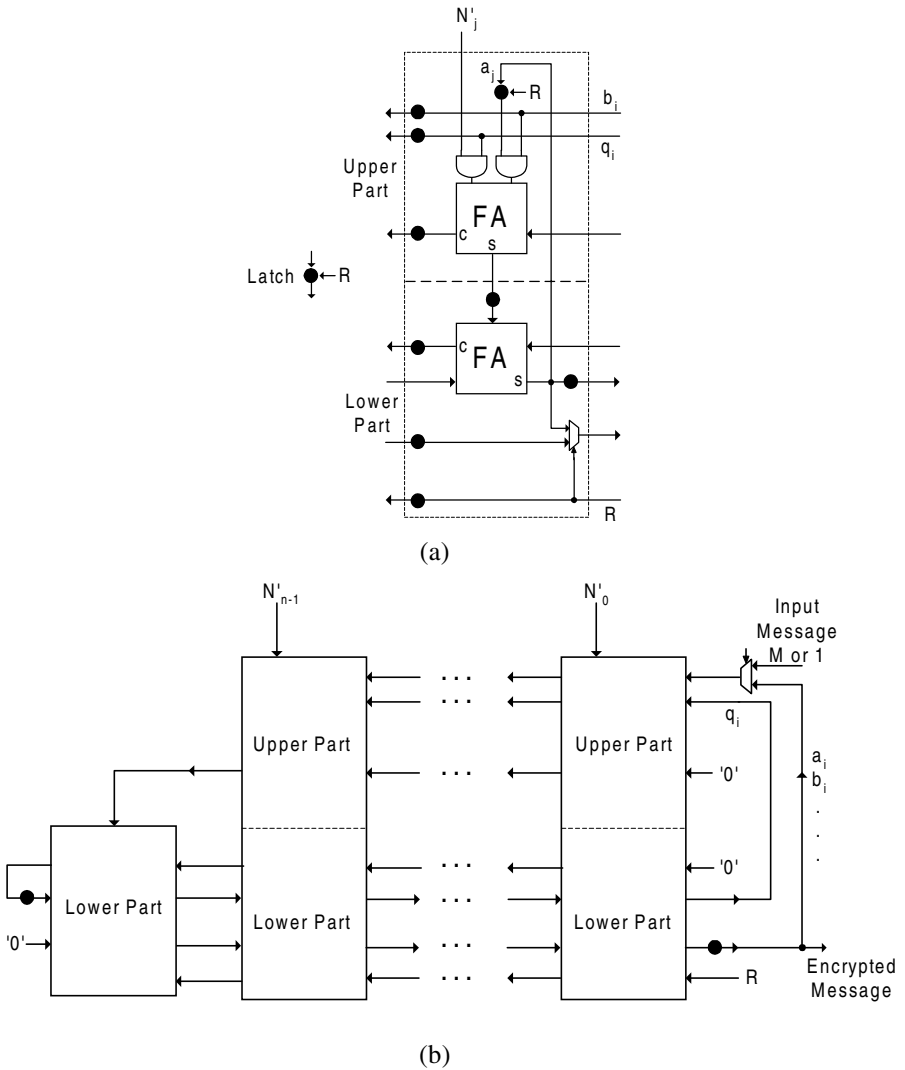 N'j
aj
R
bi
qi
Upper
Part
FA
c
s
Latch
R
FA
c
s
Lower
Part
R
(a)
N'n-1
N'0
Input
Message
M or 1
qi
Upper Part
Upper Part
'0'
ai
bi
'0'
Lower Part
Lower Part
Lower Part
'0'
R
Encrypted
Message
(b)